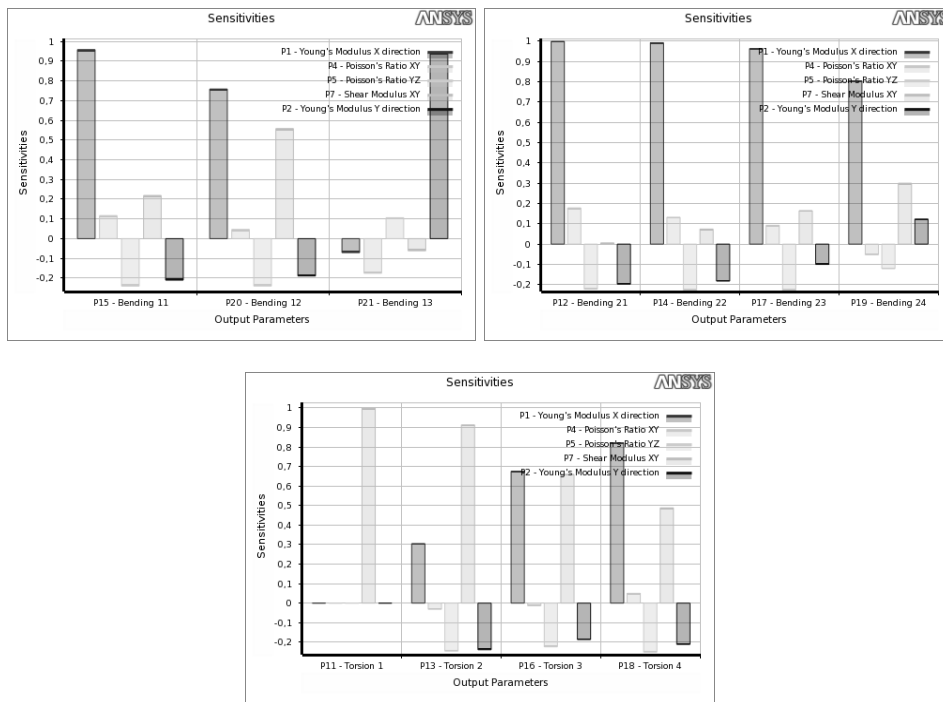 Sensitivities
ANSYS
1
0,9
0,8
0,7
0,6
0,5
0,4
0,3
0,2
0,1
0
-0,1
-0,2
Sensitivities
P1 - Young's Modulus X direction
P4 - Poisson's Ratio XY
P5 - Poisson's Ratio YZ
P7 - Shear Modulus XY
P2 - Young's Modulus Y direction
P15 - Bending 11
P20 - Bending 12
P21 - Bending 13
Output Parameters
Sensitivities
ANSYS
1
0,9
0,8
0,7
0,6
0,5
0,4
0,3
0,2
0,1
0
-0,1
-0,2
Sensitivities
P1 - Young's Modulus X direction
P4 - Poisson's Ratio XY
P5 - Poisson's Ratio YZ
P7 - Shear Modulus XY
P2 - Young's Modulus Y direction
P12 - Bending 21
P14 - Bending 22
P17 - Bending 23
P19 - Bending 24
Output Parameters
Sensitivities
ANSYS
1
0,9
0,8
0,7
0,6
0,5
0,4
0,3
0,2
0,1
0
-0,1
-0,2
Sensitivities
P1 - Young's Modulus X direction
P4 - Poisson's Ratio XY
P5 - Poisson's Ratio YZ
P7 - Shear Modulus XY
P2 - Young's Modulus Y direction
P11 - Torsion 1
P13 - Torsion 2
P16 - Torsion 3
P18 - Torsion 4
Output Parameters